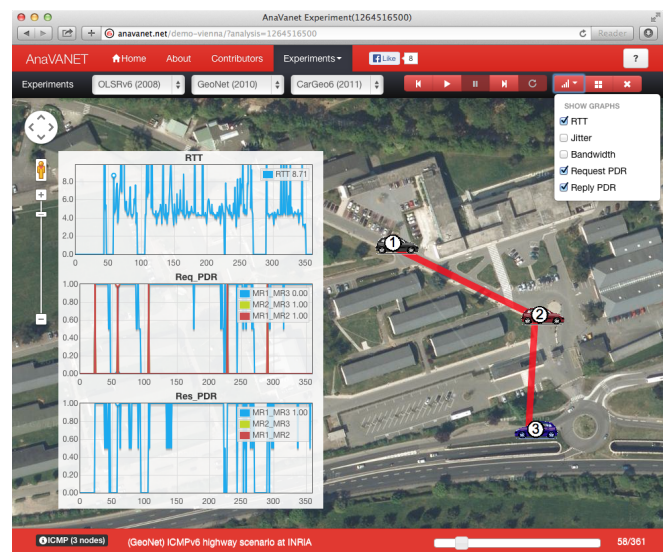 AnaVanet Experiment(1264516500)
anavanet.net/demo-vienna/?analysis=1264516500
Reader
AnaVANET Home About Contributors Experiments Like 8 ?
Experiments OLSRv6 (2008) GeoNet (2010) CarGeo6 (2011)
SHOW GRAPHS
RTT
Jitter
Bandwidth
Request PDR
Reply PDR
RTT
RTT 8.71
8.0
6.0
4.0
2.0
0.0
0 50 100 150 200 250 300 350
Req_PDR
MR1_MR3 0.00
MR2_MR3 1.00
MR1_MR2 1.00
1.00
0.80
0.60
0.40
0.20
0.00
0 50 100 150 200 250 300 350
Res_PDR
MR1_MR3 1.00
MR2_MR3
MR1_MR2
1.00
0.80
0.60
0.40
0.20
0.00
0 50 100 150 200 250 300 350
1
2
3
ICMP (3 nodes) (GeoNet) ICMPv6 highway scenario at INRIA 58/361